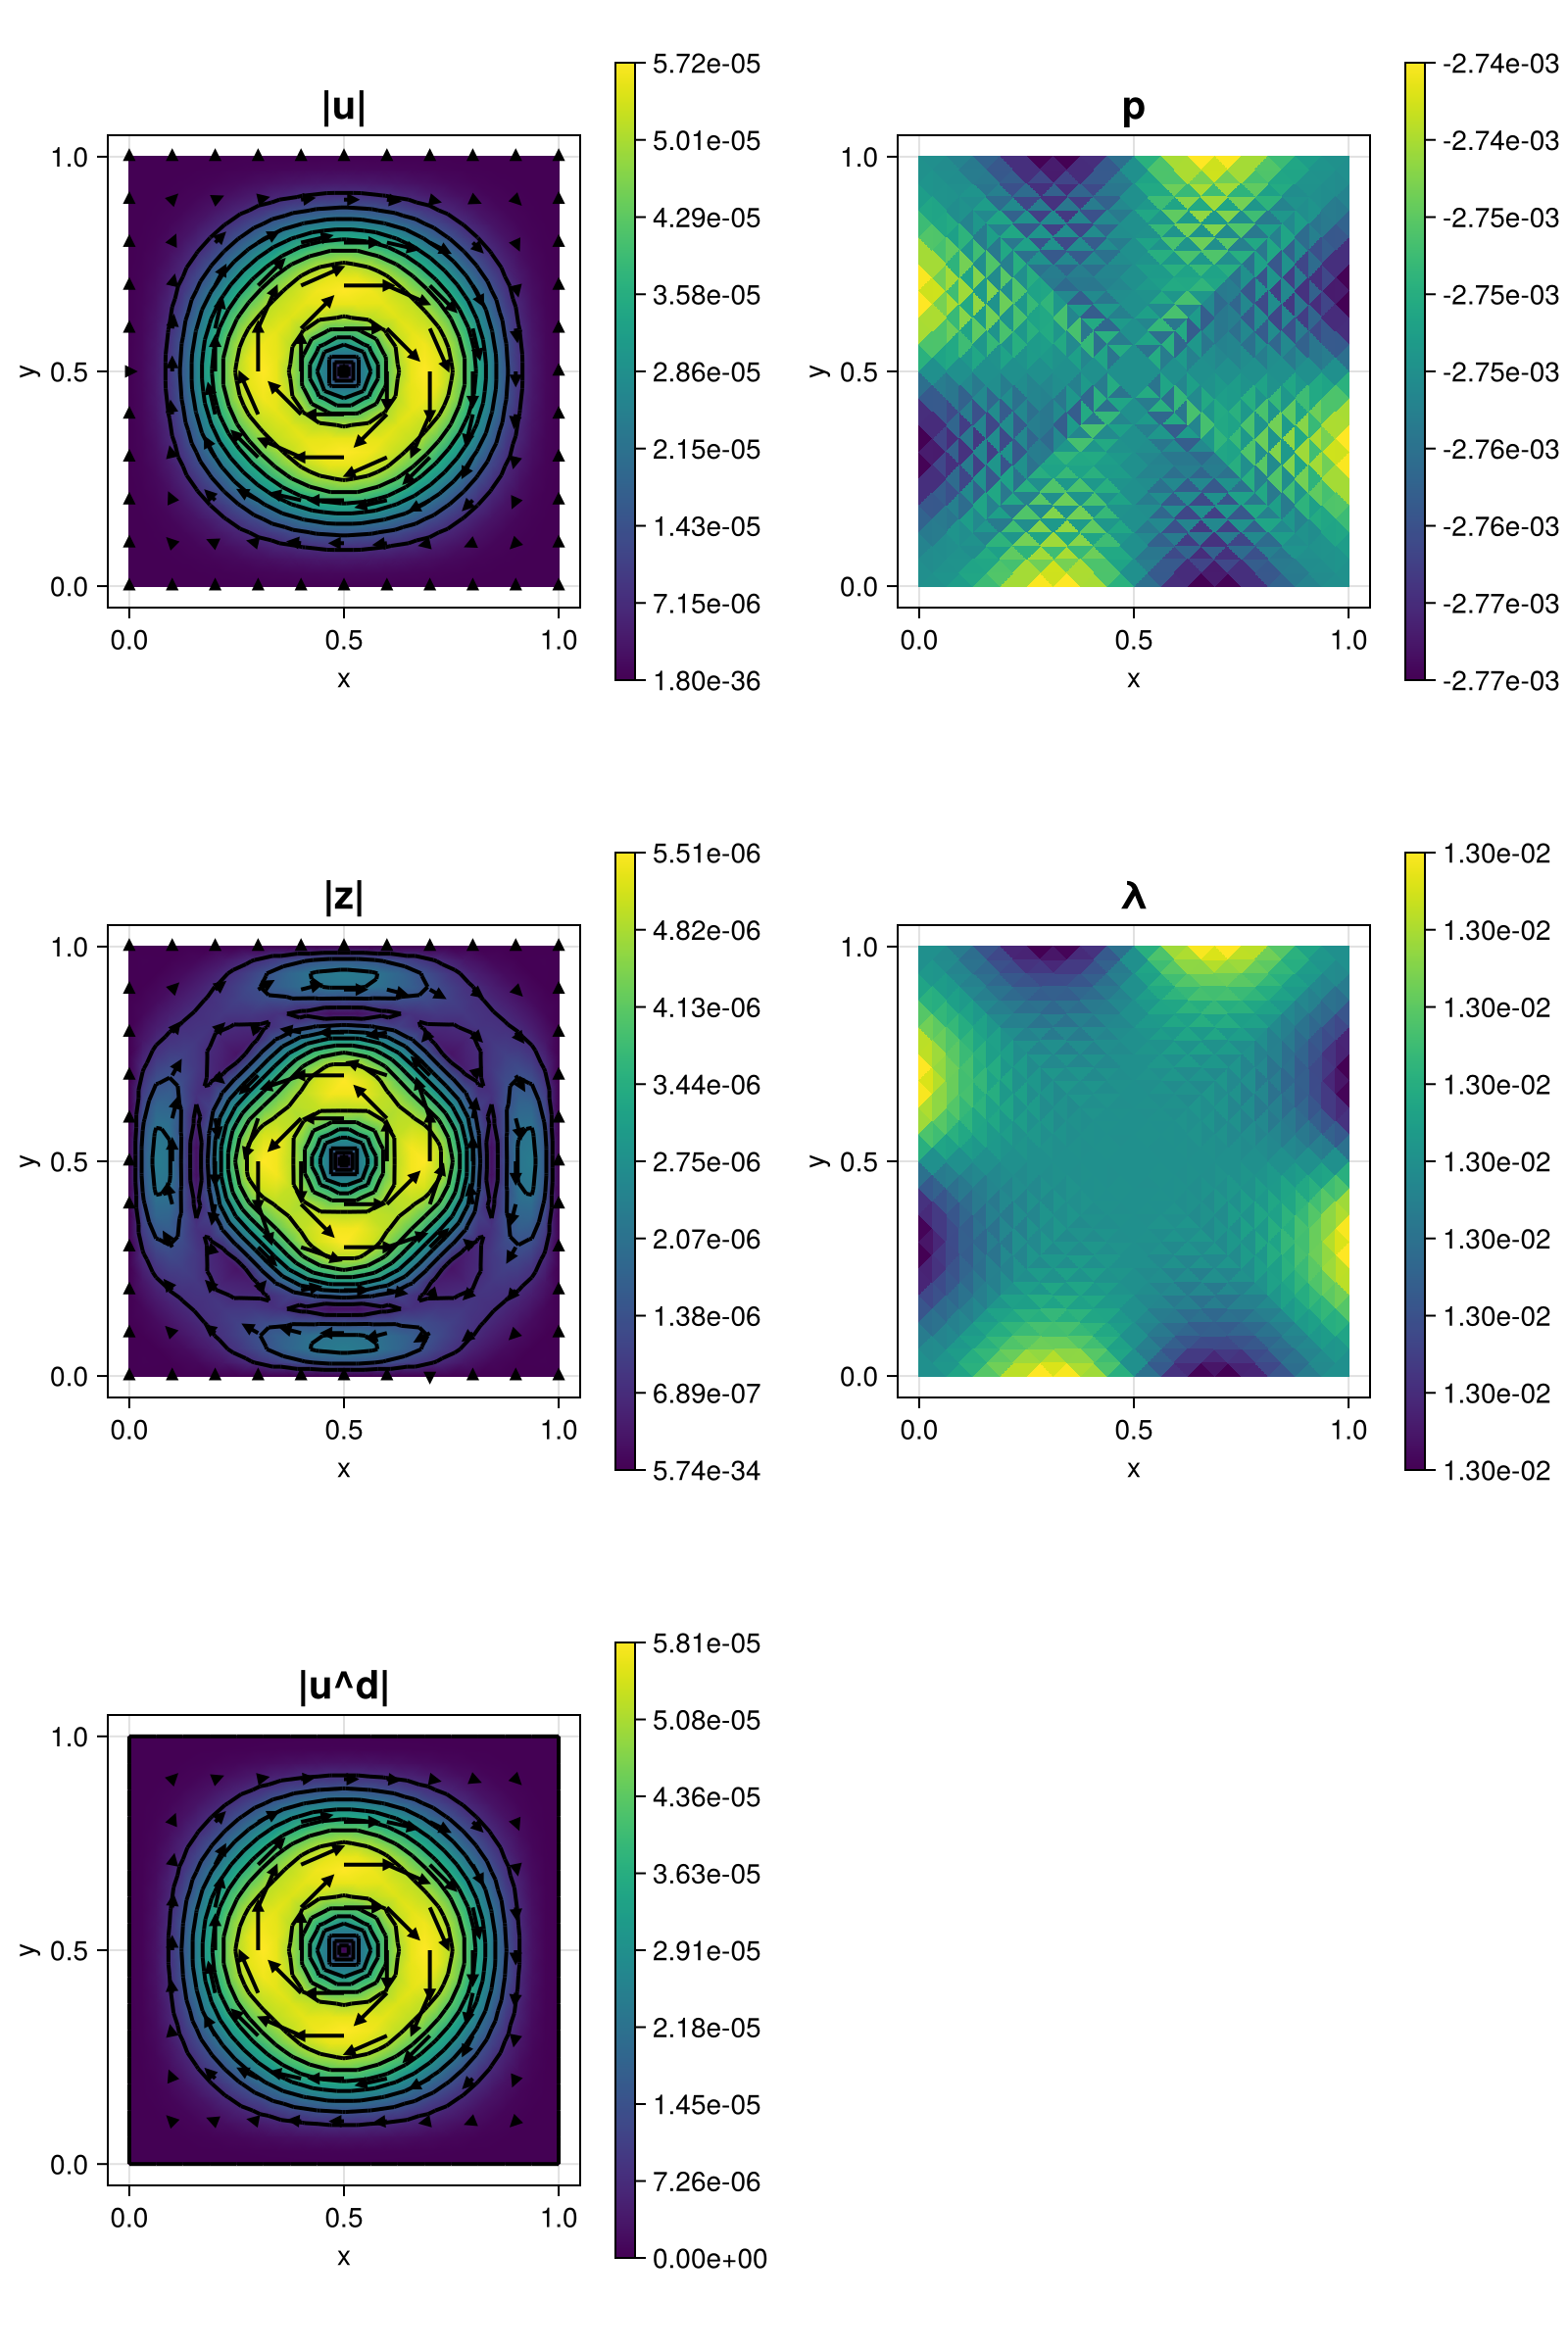 |u|
1.0
0.5
0.0
y
0.0 0.5 1.0
x
5.72e-05
5.01e-05
4.29e-05
3.58e-05
2.86e-05
2.15e-05
1.43e-05
7.15e-06
1.80e-36
p
1.0
0.5
0.0
y
0.0 0.5 1.0
x
-2.74e-03
-2.74e-03
-2.75e-03
-2.75e-03
-2.75e-03
-2.76e-03
-2.76e-03
-2.77e-03
-2.77e-03
|z|
1.0
0.5
0.0
y
0.0 0.5 1.0
x
5.51e-06
4.82e-06
4.13e-06
3.44e-06
2.75e-06
2.07e-06
1.38e-06
6.89e-07
5.74e-34
λ
1.0
0.5
0.0
y
0.0 0.5 1.0
x
1.30e-02
1.30e-02
1.30e-02
1.30e-02
1.30e-02
1.30e-02
1.30e-02
1.30e-02
1.30e-02
|u^d|
1.0
0.5
0.0
y
0.0 0.5 1.0
x
5.81e-05
5.08e-05
4.36e-05
3.63e-05
2.91e-05
2.18e-05
1.45e-05
7.26e-06
0.00e+00